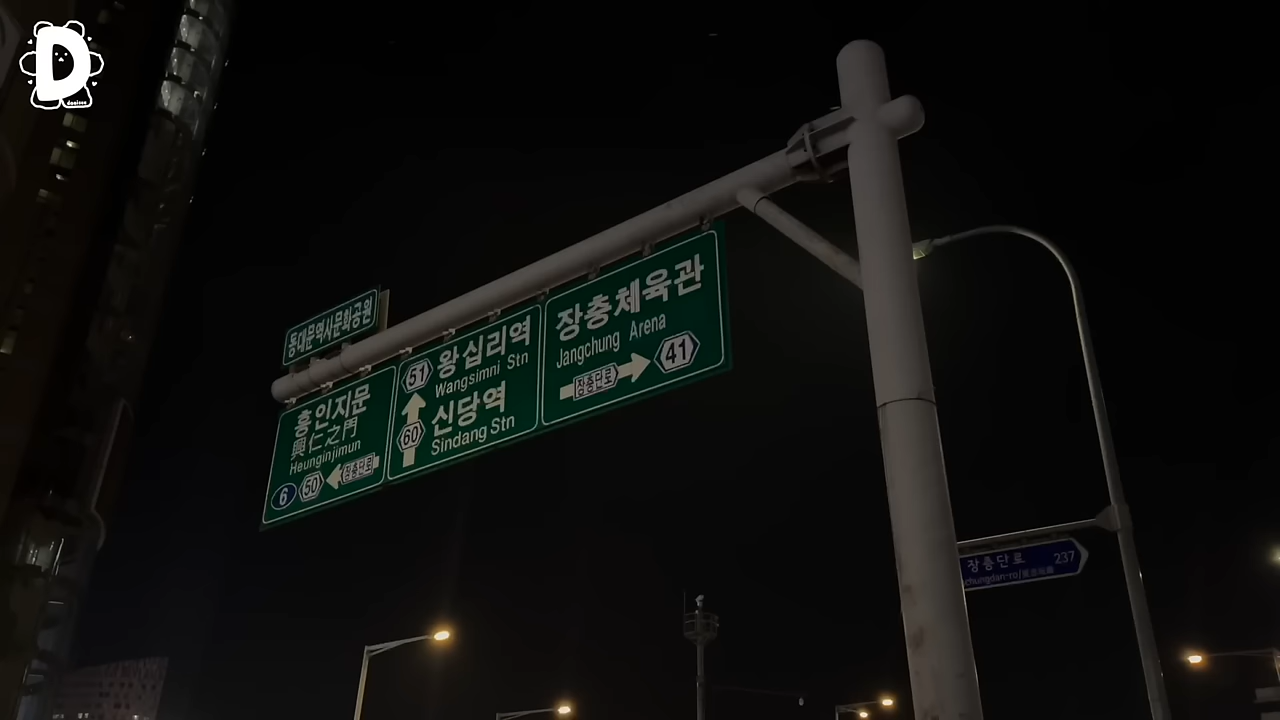 D
동대문역사문화공원
흥인지문
興仁之門
Heunginjimun
6 50 장충단로
51 왕십리역
Wangsimni Stn
60 신당역
Sindang Stn
장충체육관
Jangchung Arena
장충단로 41
장충단로 237
chungdan-ro